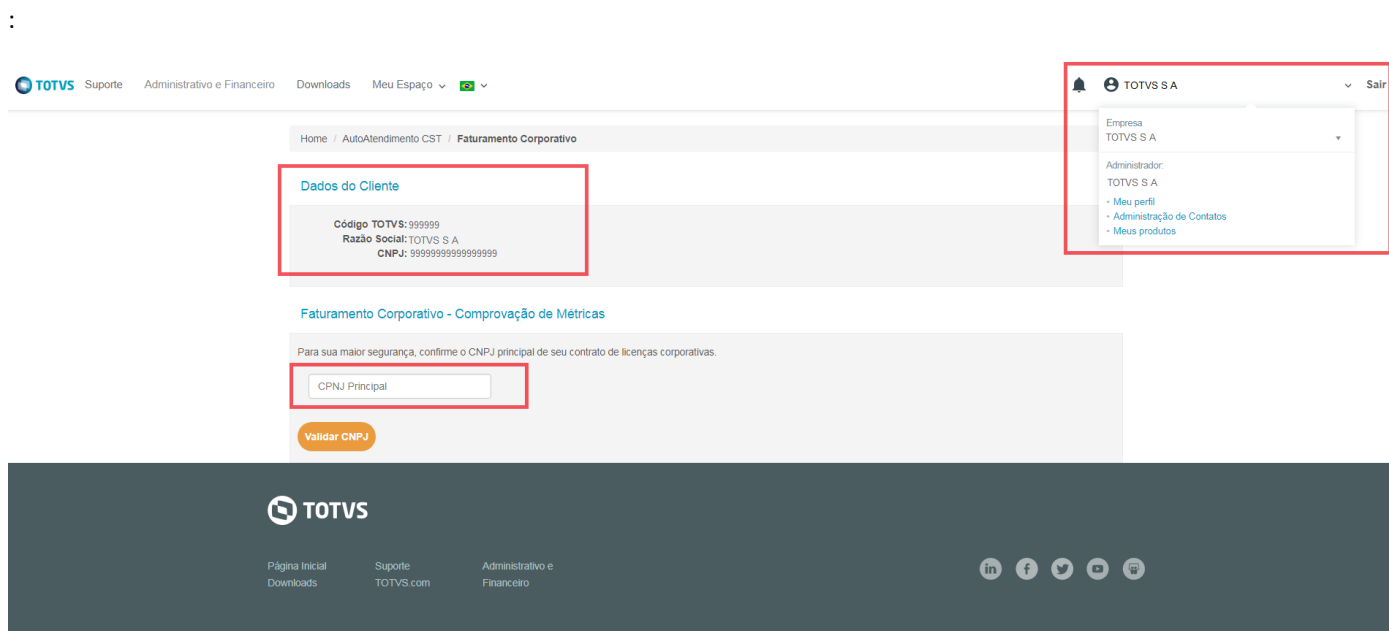 :
TOTVS Suporte Administrativo e Financeiro Downloads Meu Espaço TOTVS S A Sair
Empresa
TOTVS S A
Administrador:
TOTVS S A
- Meu perfil
- Administração de Contatos
- Meus produtos
Home / AutoAtendimento CST / Faturamento Corporativo
Dados do Cliente
Código TOTVS: 999999
Razão Social: TOTVS S A
CNPJ: 99999999999999999
Faturamento Corporativo - Comprovação de Métricas
Para sua maior segurança, confirme o CNPJ principal de seu contrato de licenças corporativas.
CPNJ Principal
Validar CNPJ
TOTVS
Página Inicial Suporte Administrativo e
Downloads TOTVS.com Financeiro